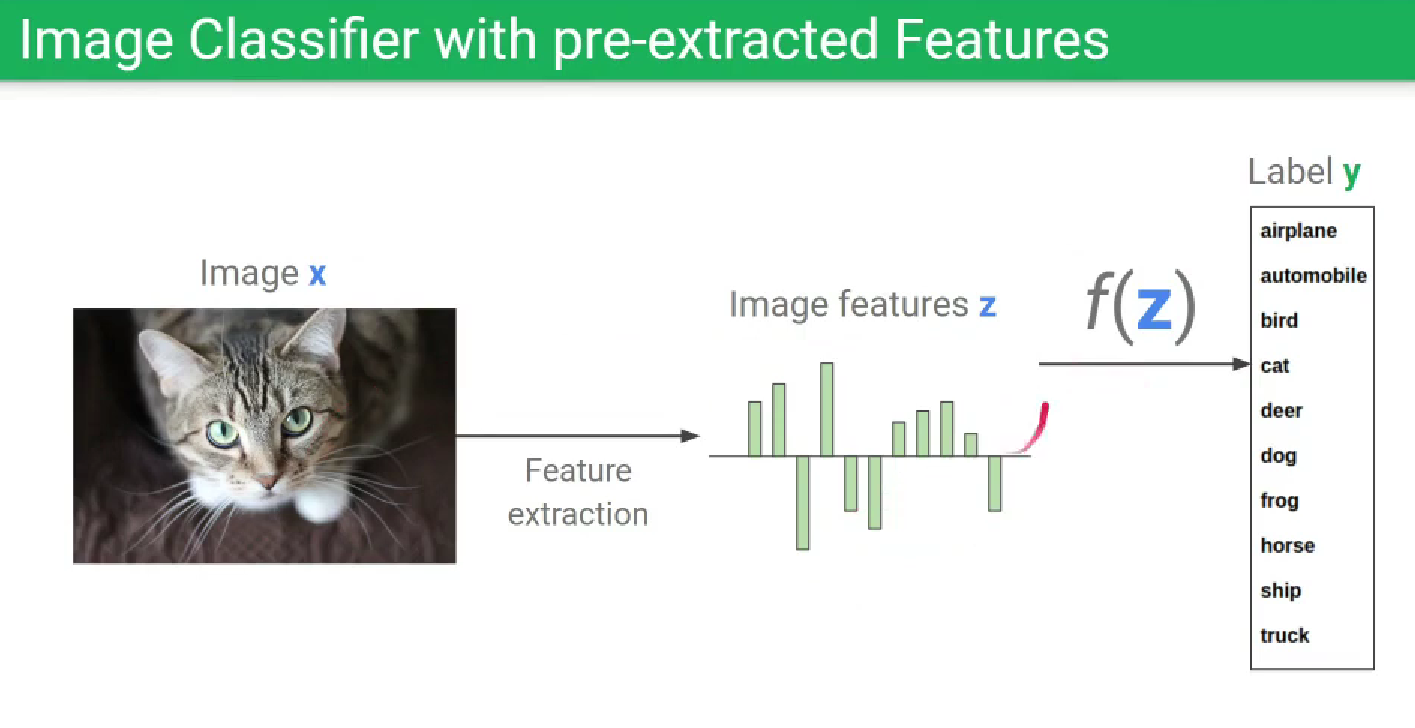 Image Classifier with pre-extracted Features
Image x
Feature
extraction
Image features z
f(z)
Label y
airplane
automobile
bird
cat
deer
dog
frog
horse
ship
truck